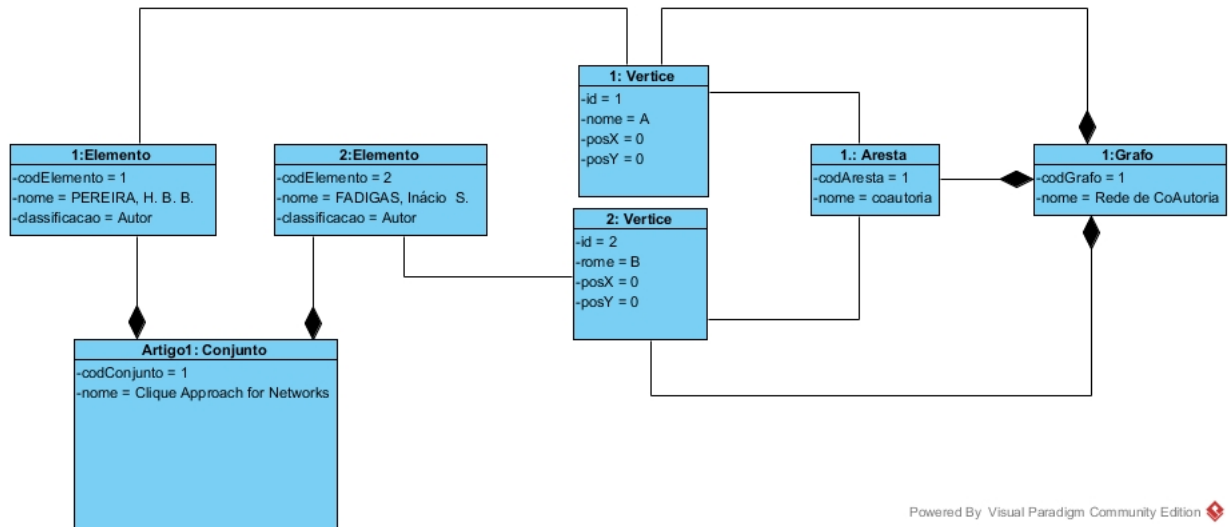 1: Vertice
-id = 1
-nome = A
-posX = 0
-posY = 0
1:Elemento
-codElemento = 1
-nome = PEREIRA, H. B. B.
-classificacao = Autor
2:Elemento
-codElemento = 2
-nome = FADIGAS, Inácio S.
-classificacao = Autor
1.: Aresta
-codAresta = 1
-nome = coautoria
1:Grafo
-codGrafo = 1
-nome = Rede de CoAutoria
2: Vertice
-id = 2
-rome = B
-posX = 0
-posY = 0
Artigo1: Conjunto
-codConjunto = 1
-nome = Clique Approach for Networks
Powered By Visual Paradigm Community Edition